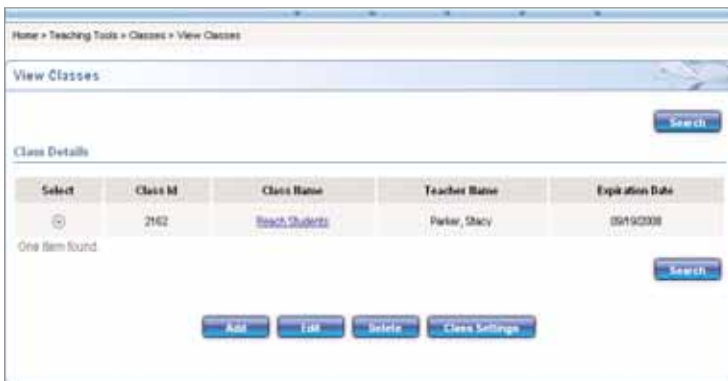 Home > Teaching Tools > Classes > View Classes
View Classes
Search
Class Details
Select Class Id Class Name Teacher Name Expiration Date
2162 Reach Students Parker, Stacy 09/19/2008
One item found.
Search
Add Edit Delete Class Settings